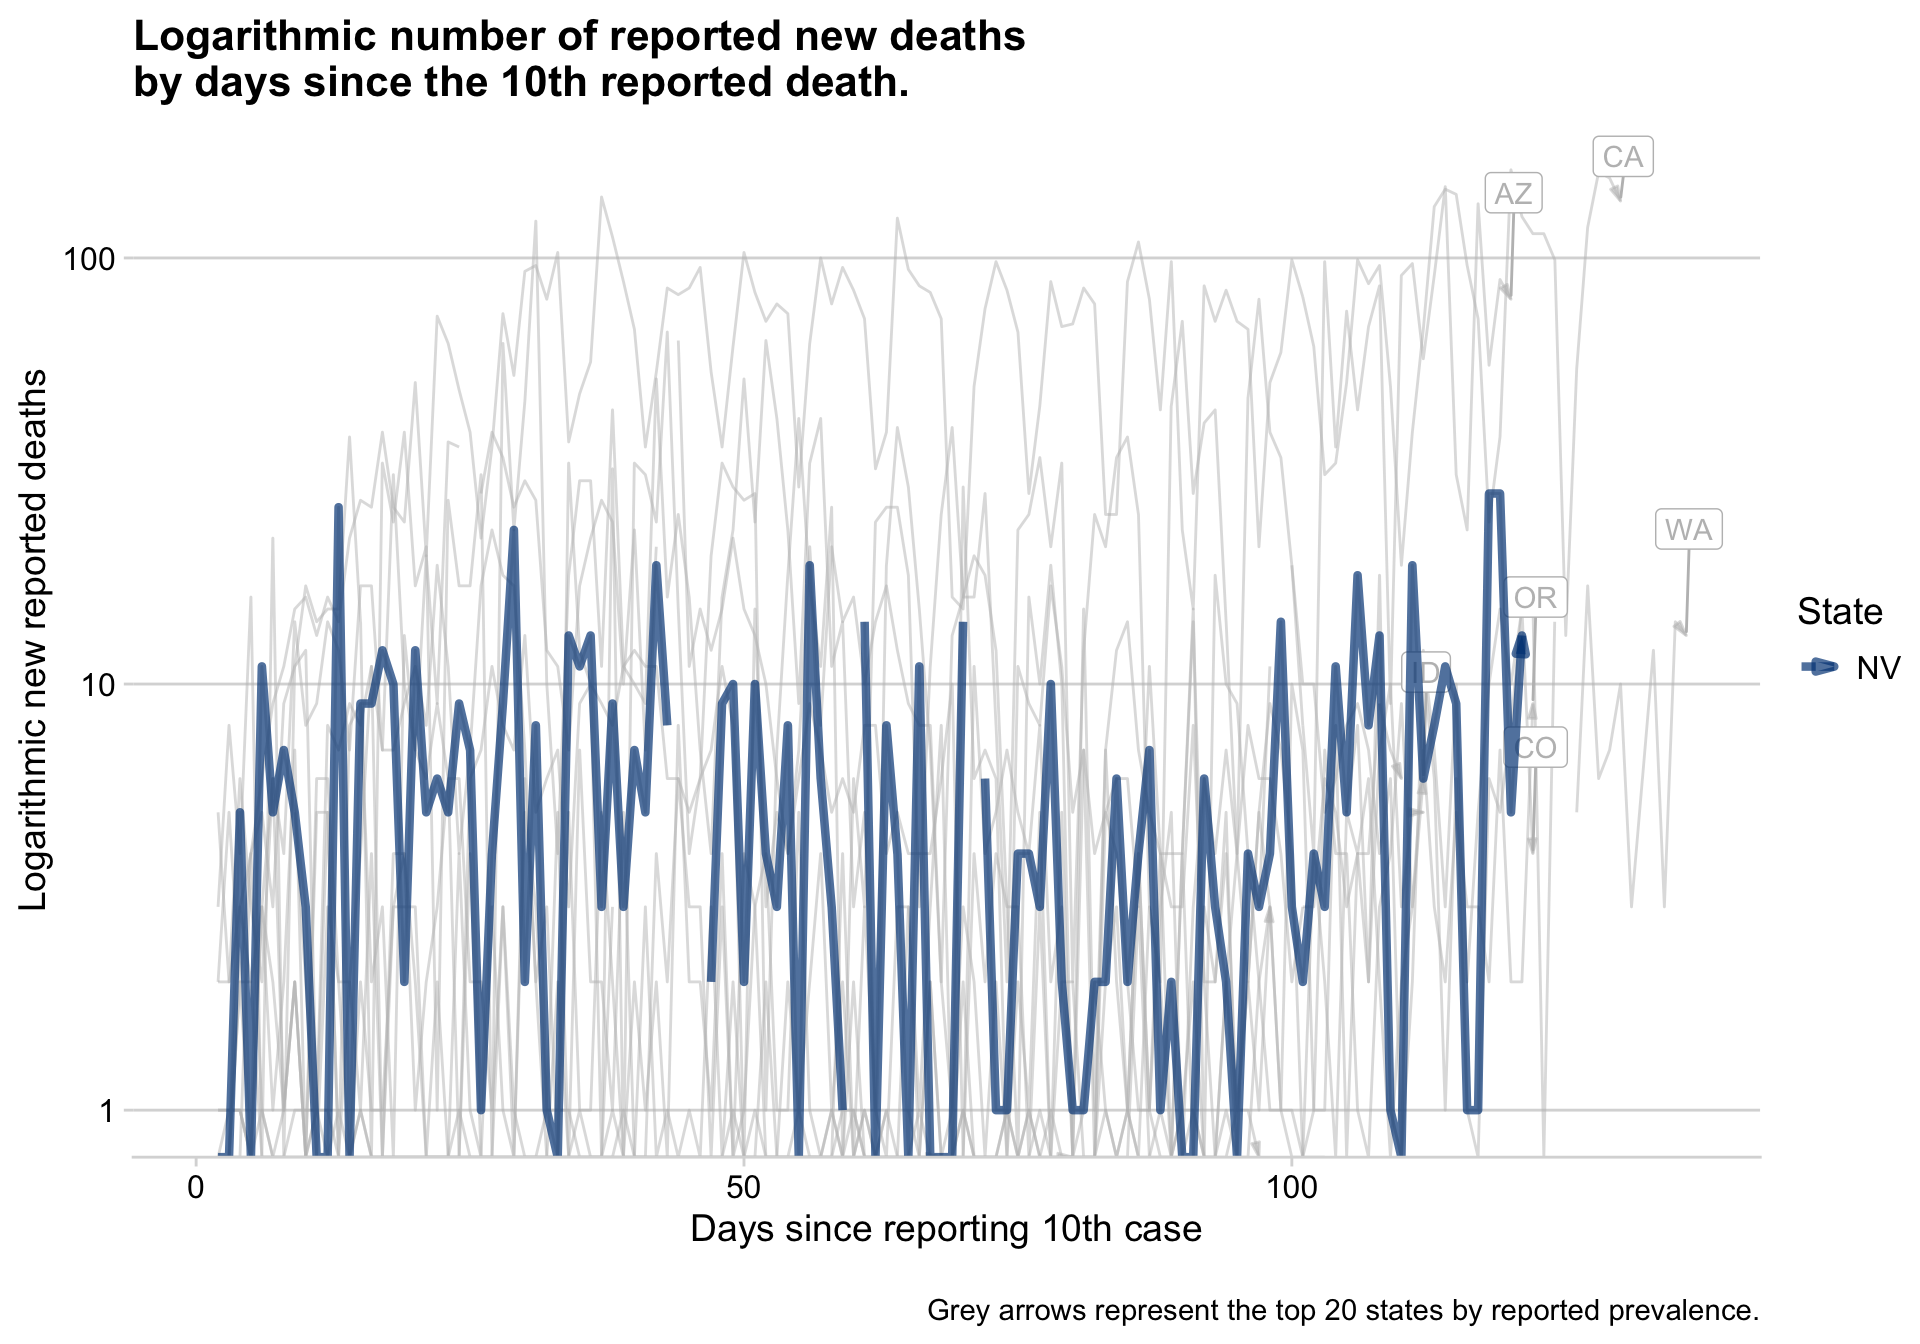 Logarithmic number of reported new deaths
by days since the 10th reported death.
CA
AZ
100
WA
OR
ID
10
CO
1
Logarithmic new reported deaths
State
NV
0
50
100
Days since reporting 10th case
Grey arrows represent the top 20 states by reported prevalence.